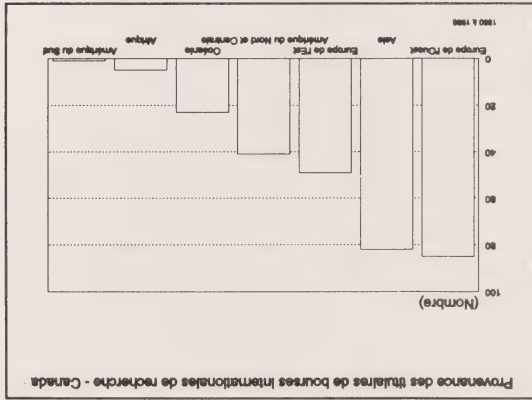 Provenance des titulaires de bourses internationales de recherche - Canada
(Nombre)
100
80
60
40
20
0
Europe de l'Ouest
Asie
Europe de l'Est
Amérique du Nord et Centrale
Océanie
Afrique
Amérique du Sud
1980 à